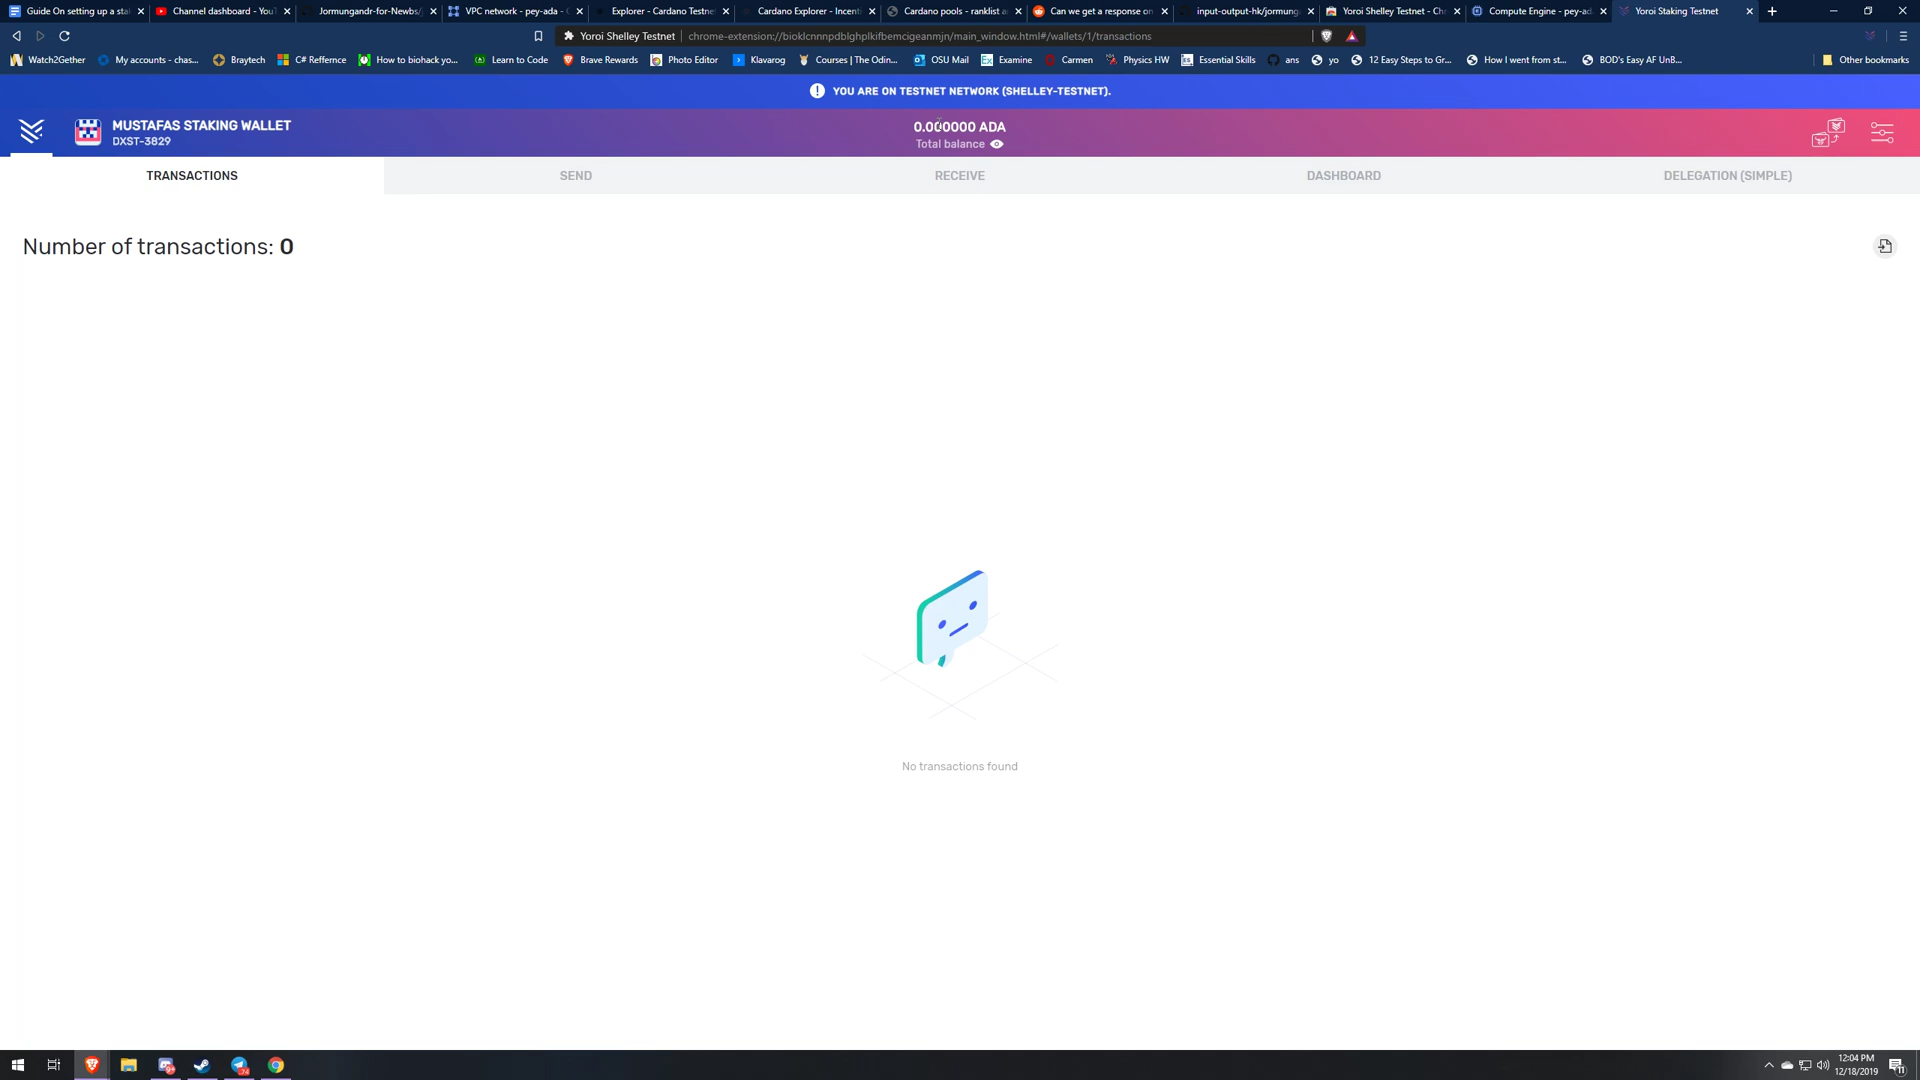 Guide On setting up a sta
Channel dashboard - YouT
Jormungandr-for-Newbs/
VPC network - pey-ada - 
Explorer - Cardano Testne
Cardano Explorer - Incenti
Cardano pools - ranklist a
Can we get a response on
input-output-hk/jormung
Yoroi Shelley Testnet - Ch
Compute Engine - pey-ad
Yoroi Staking Testnet
Yoroi Shelley Testnet
chrome-extension://bioklcnnnpdblghplkifbemcigeanmjn/main_window.html#/wallets/1/transactions
Watch2Gether
My accounts - chas...
Braytech
C# Reffernce
How to biohack yo...
Learn to Code
Brave Rewards
Photo Editor
Klavarog
Courses | The Odin...
OSU Mail
Examine
Carmen
Physics HW
Essential Skills
ans
yo
12 Easy Steps to Gr...
How I went from st...
BOD's Easy AF UnB...
Other bookmarks
YOU ARE ON TESTNET NETWORK (SHELLEY-TESTNET).
MUSTAFAS STAKING WALLET
DXST-3829
0.000000 ADA
Total balance
TRANSACTIONS
SEND
RECEIVE
DASHBOARD
DELEGATION (SIMPLE)
Number of transactions: 0
No transactions found
12:04 PM
12/18/2019